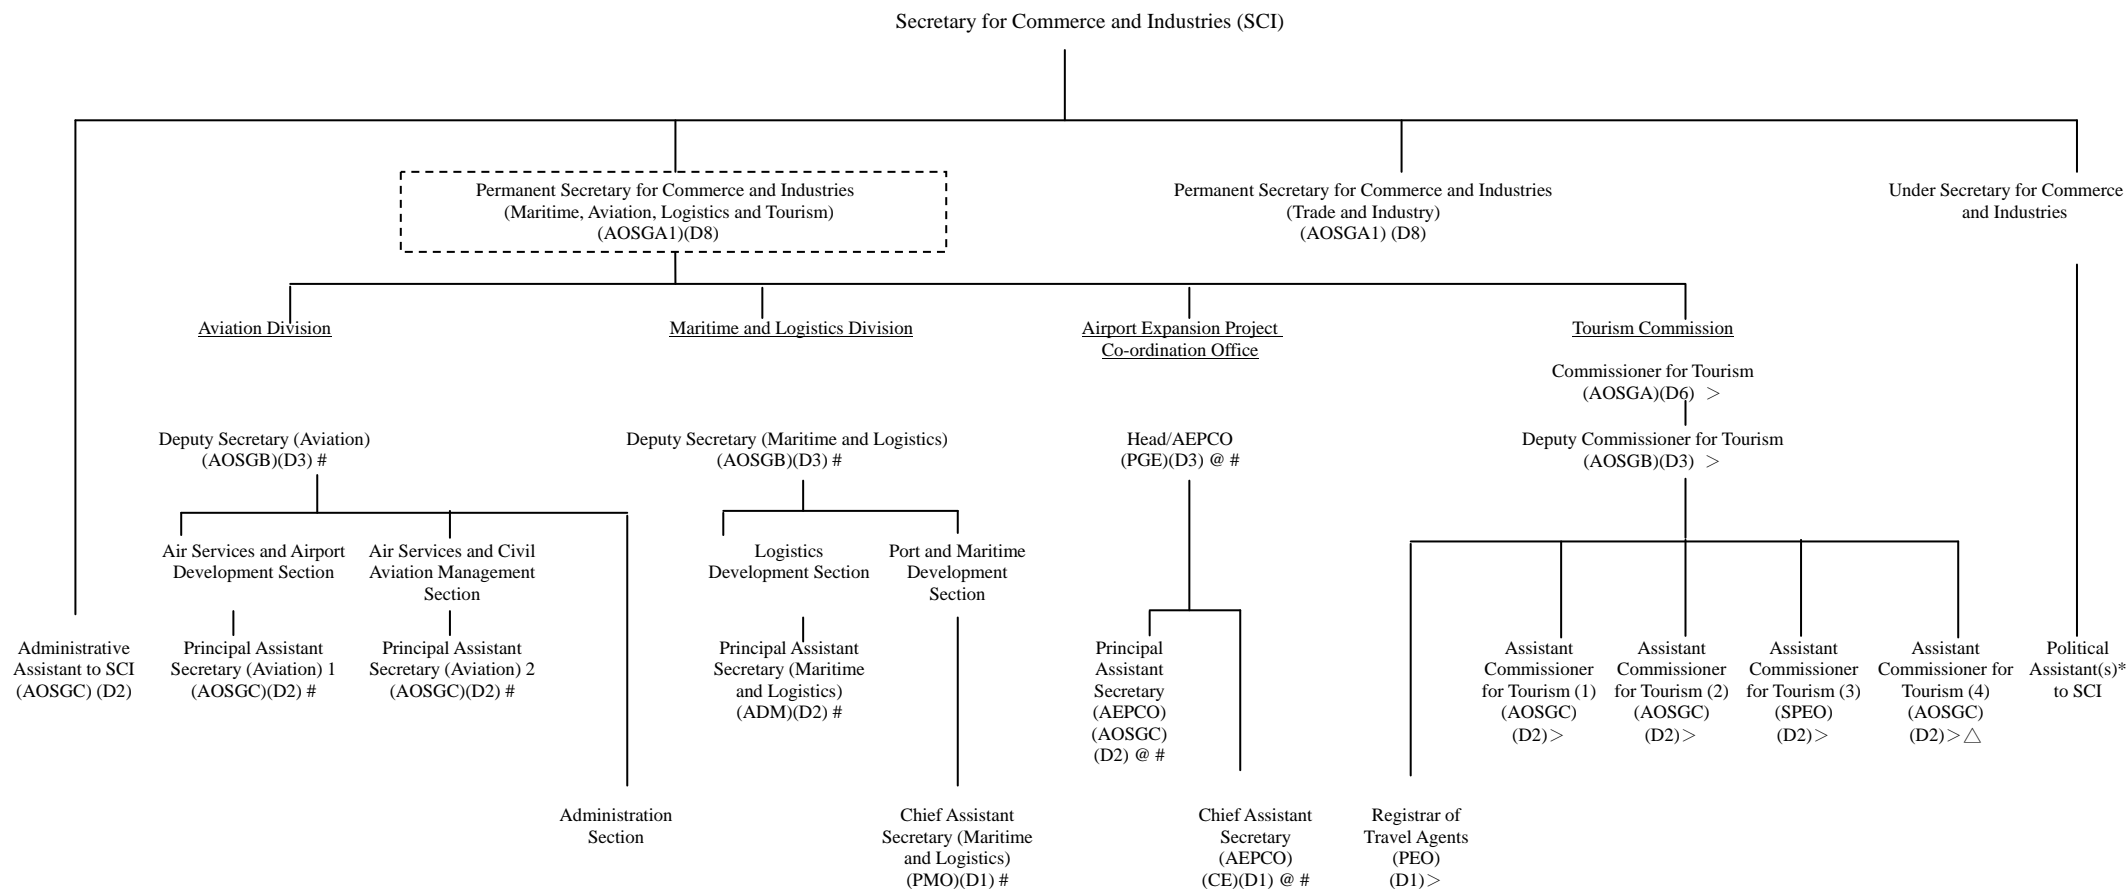 Secretary for Commerce and Industries (SCI)
Permanent Secretary for Commerce and Industries
(Maritime, Aviation, Logistics and Tourism)
(AOSGA1)(D8)
Permanent Secretary for Commerce and Industries
(Trade and Industry)
(AOSGA1) (D8)
Under Secretary for Commerce
and Industries
Aviation Division
Maritime and Logistics Division
Airport Expansion Project
Co-ordination Office
Tourism Commission
Commissioner for Tourism
(AOSGA)(D6) >
Deputy Secretary (Aviation)
(AOSGB)(D3) #
Deputy Secretary (Maritime and Logistics)
(AOSGB)(D3) #
Head/AEPCO
(PGE)(D3) @ #
Deputy Commissioner for Tourism
(AOSGB)(D3) >
Air Services and Airport
Development Section
Air Services and Civil
Aviation Management
Section
Logistics
Development Section
Port and Maritime
Development
Section
Administrative
Assistant to SCI
(AOSGC) (D2)
Principal Assistant
Secretary (Aviation) 1
(AOSGC)(D2) #
Principal Assistant
Secretary (Aviation) 2
(AOSGC)(D2) #
Principal Assistant
Secretary (Maritime
and Logistics)
(ADM)(D2) #
Principal
Assistant
Secretary
(AEPCO)
(AOSGC)
(D2) @ #
Assistant
Commissioner
for Tourism (1)
(AOSGC)
(D2)>
Assistant
Commissioner
for Tourism (2)
(AOSGC)
(D2)>
Assistant
Commissioner
for Tourism (3)
(SPEO)
(D2)>
Assistant
Commissioner for
Tourism (4)
(AOSGC)
(D2)>△
Political
Assistant(s)*
to SCI
Administration
Section
Chief Assistant
Secretary (Maritime
and Logistics)
(PMO)(D1) #
Chief Assistant
Secretary
(AEPCO)
(CE)(D1) @ #
Registrar of
Travel Agents
(PEO)
(D1)>